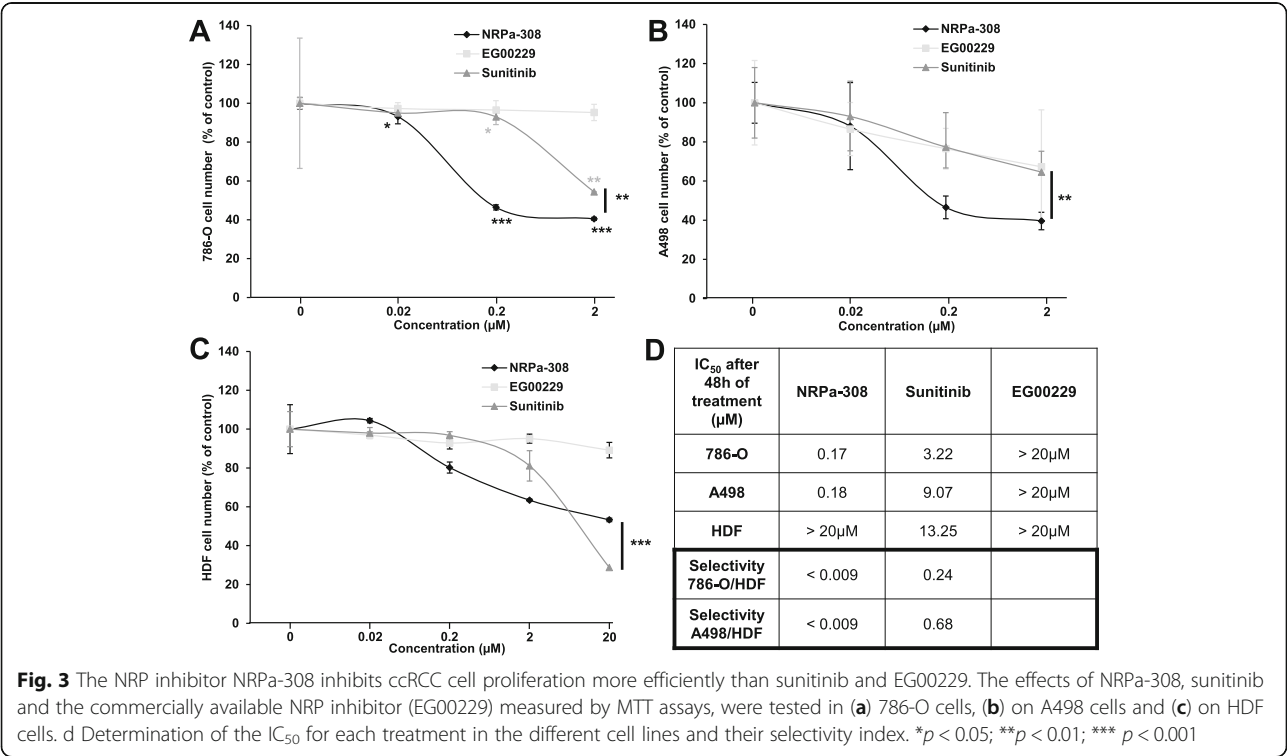 A
140
120
100
80
60
40
20
0
786-O cell number (% of control)
NRPa-308
EG00229
Sunitinib
*
*
**
**
***
***
0 0.02 0.2 2
Concentration (µM)
B
140
120
100
80
60
40
20
0
A498 cell number (% of control)
NRPa-308
EG00229
Sunitinib
**
0 0.02 0.2 2
Concentration (µM)
C
140
120
100
80
60
40
20
0
HDF cell number (% of control)
NRPa-308
EG00229
Sunitinib
***
0 0.02 0.2 2 20
Concentration (µM)
D
IC50 after
48h of
treatment
(µM)
NRPa-308 Sunitinib EG00229
786-O 0.17 3.22 > 20µM
A498 0.18 9.07 > 20µM
HDF > 20µM 13.25 > 20µM
Selectivity
786-O/HDF
< 0.009 0.24
Selectivity
A498/HDF
< 0.009 0.68
Fig. 3 The NRP inhibitor NRPa-308 inhibits ccRCC cell proliferation more efficiently than sunitinib and EG00229. The effects of NRPa-308, sunitinib
and the commercially available NRP inhibitor (EG00229) measured by MTT assays, were tested in (a) 786-O cells, (b) on A498 cells and (c) on HDF
cells. d Determination of the IC50 for each treatment in the different cell lines and their selectivity index. *p < 0.05; **p < 0.01; *** p < 0.001